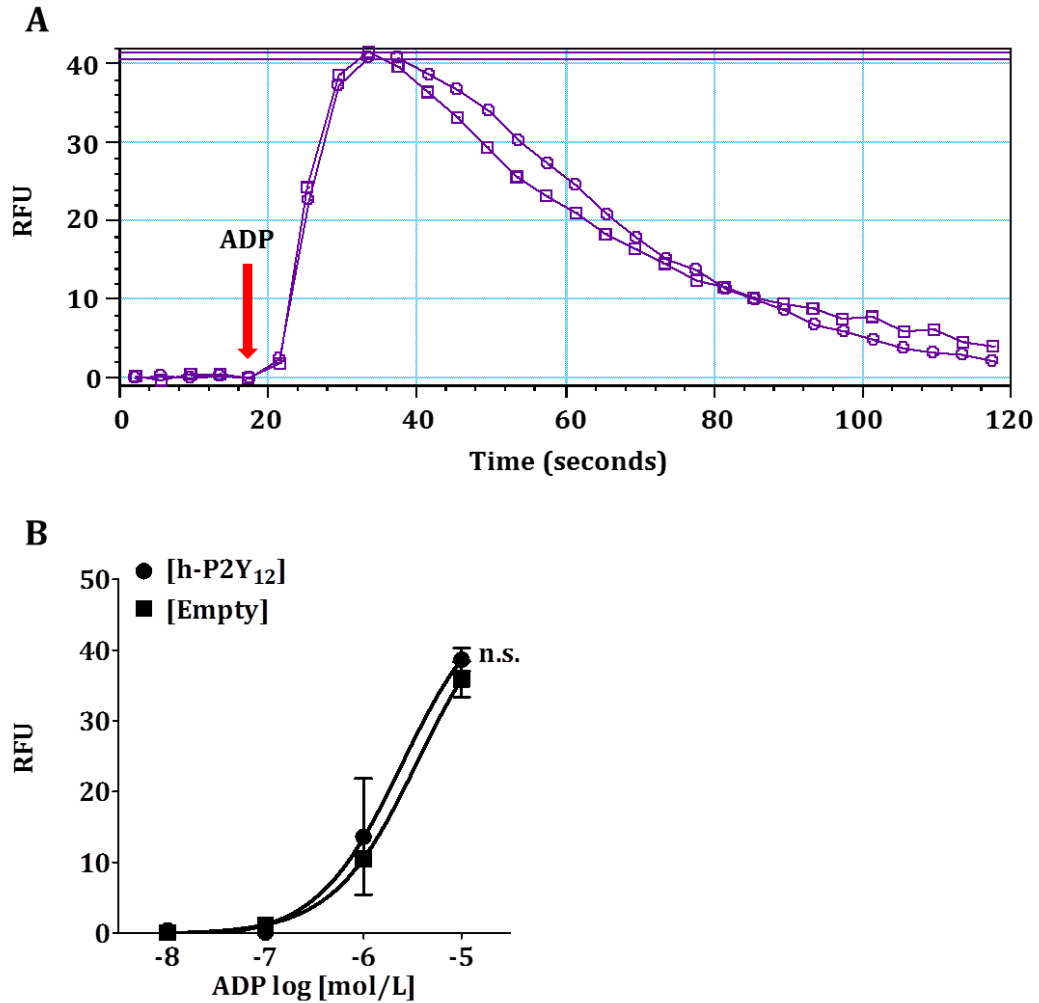 A
RFU
40
30
20
10
0
ADP
0 20 40 60 80 100 120
Time (seconds)
B
[h-P2Y₁₂]
[Empty]
RFU
50
40
30
20
10
0
n.s.
-8 -7 -6 -5
ADP log [mol/L]